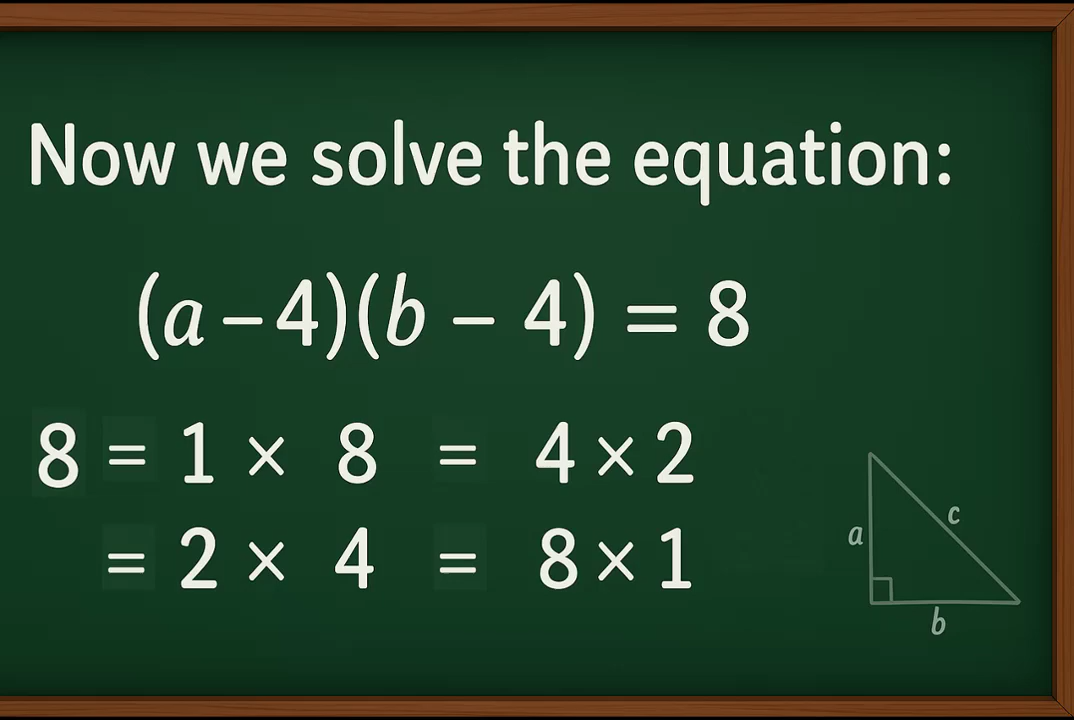 Now we solve the equation:
(a – 4)(b – 4) = 8
8 = 1 × 8 = 4 × 2
= 2 × 4 = 8 × 1
a
c
b